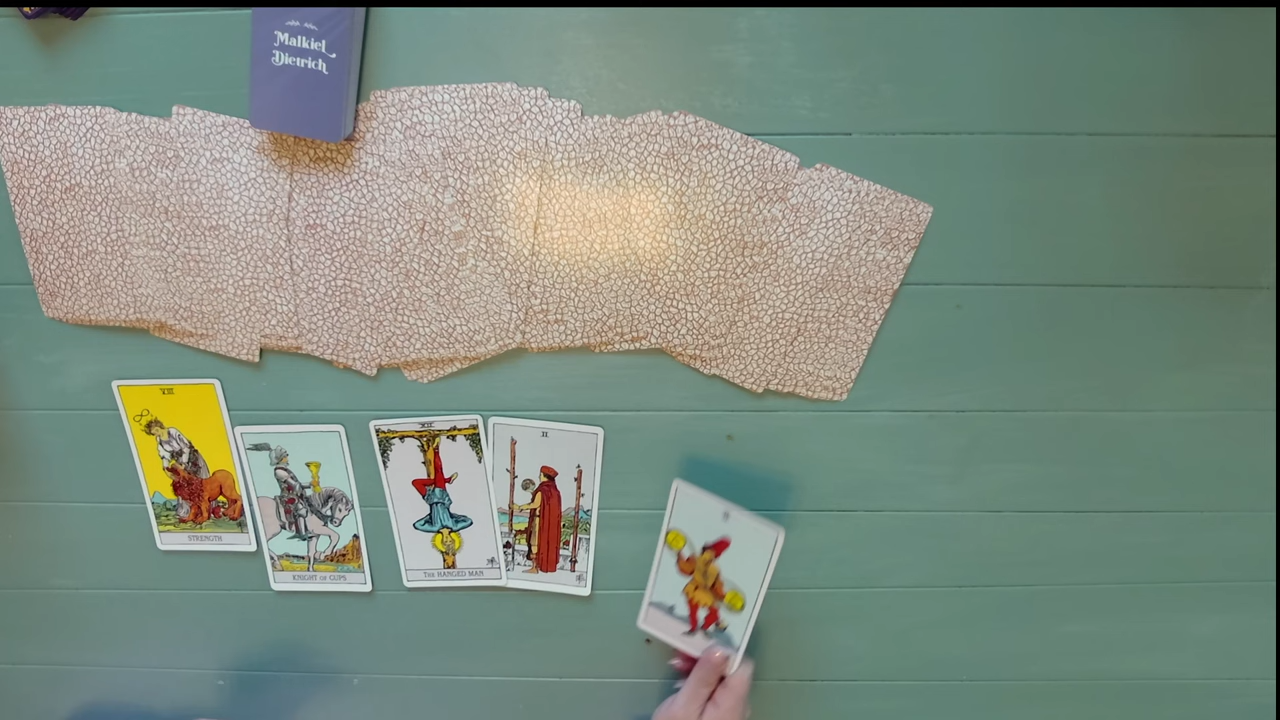 Malkiel
Dietrich
VIII
STRENGTH
KNIGHT OF CUPS
XII
THE HANGED MAN
II